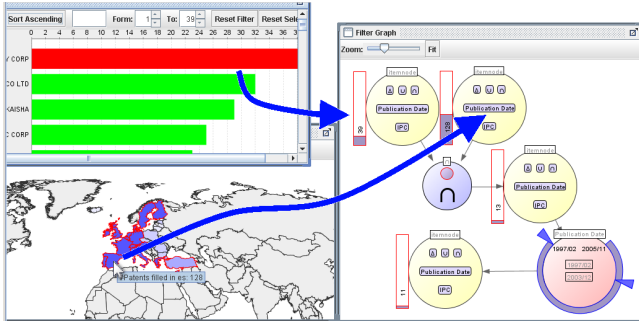 Sort Ascending Form: 1 To: 39 Reset Filter Reset Sele
0 2 4 6 8 10 12 14 16 18 20 22 24 26 28 30 32 34 36 38
Y CORP
CO LTD
KAISHA
C CORP
7Patents filled in es: 128
Filter Graph
Zoom: Fit
itemnode
Δ ∪ ∩
Publication Date
IPC
39
itemnode
Δ ∪ ∩
Publication Date
IPC
128
∩
∩
itemnode
Δ ∪ ∩
Publication Date
IPC
13
Publication Date
1997/02 2005/11
1997/02
2003/12
itemnode
Δ ∪ ∩
Publication Date
IPC
11